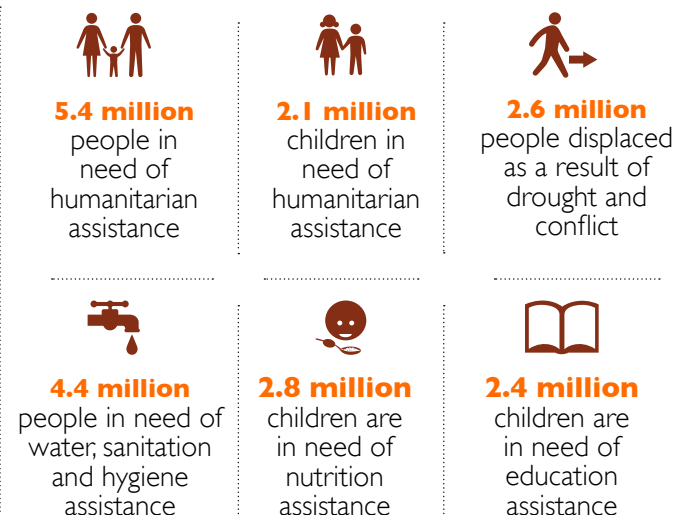 5.4 million
people in
need of
humanitarian
assistance
2.1 million
children in
need of
humanitarian
assistance
2.6 million
people displaced
as a result of
drought and
conflict
4.4 million
people in need of
water, sanitation
and hygiene
assistance
2.8 million
children are
in need of
nutrition
assistance
2.4 million
children are
in need of
education
assistance